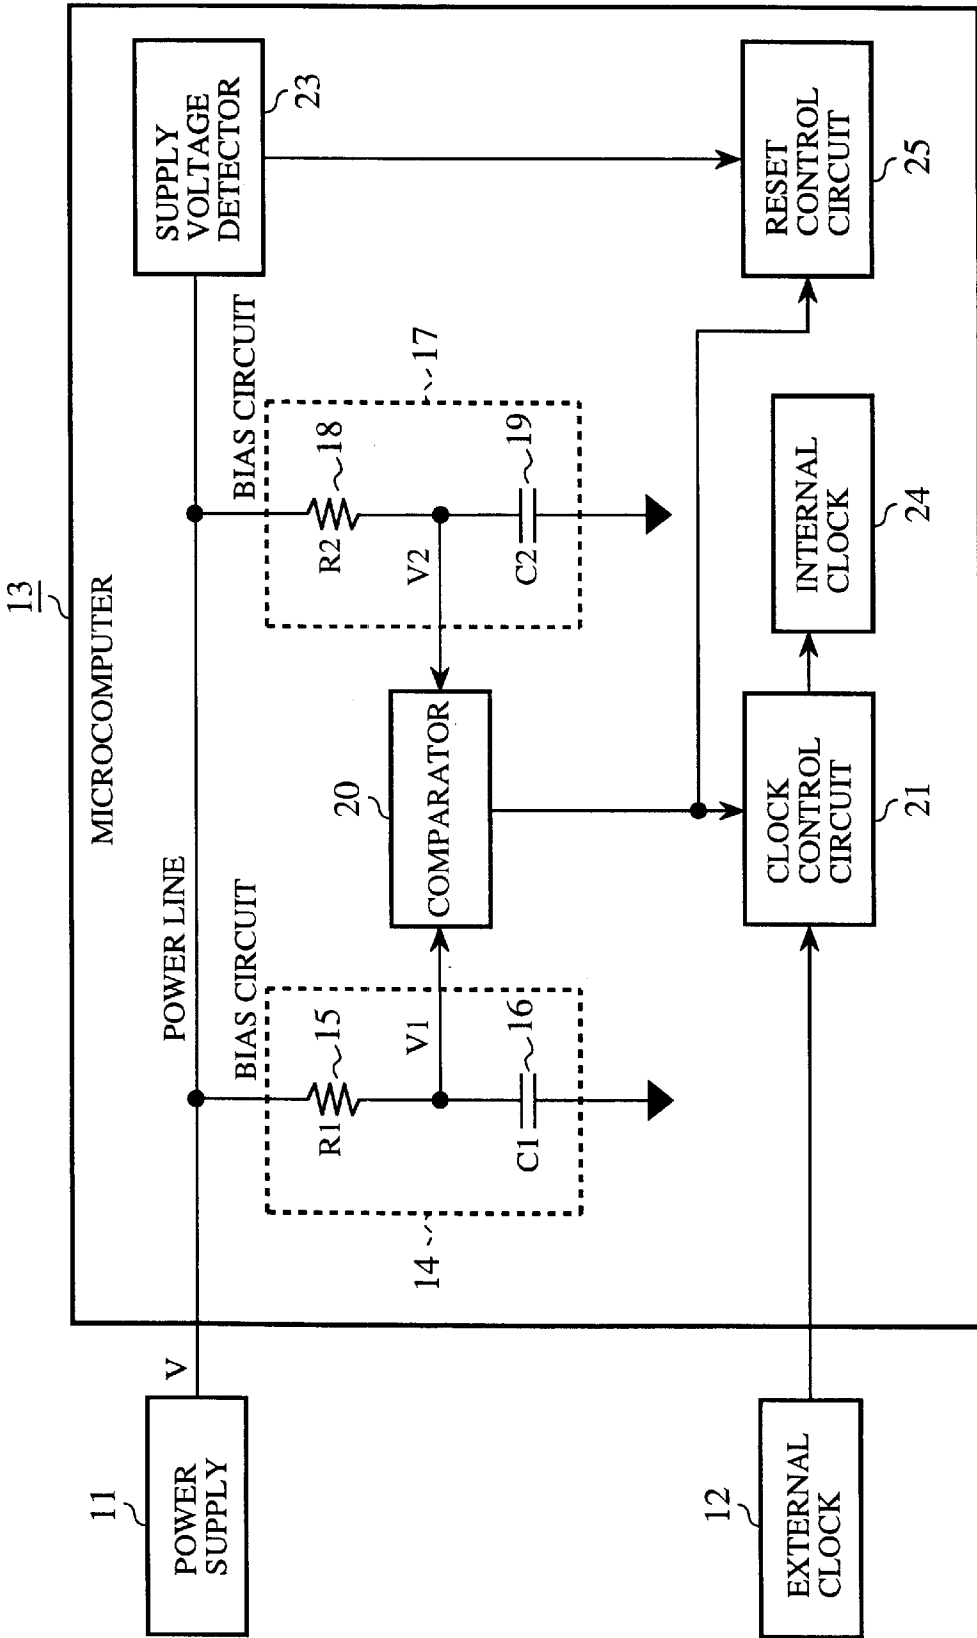 13
MICROCOMPUTER
11
POWER
SUPPLY
V
POWER LINE
SUPPLY
VOLTAGE
DETECTOR
23
BIAS CIRCUIT
14
R1
15
V1
C1
16
20
COMPARATOR
BIAS CIRCUIT
17
R2
18
V2
C2
19
12
EXTERNAL
CLOCK
CLOCK
CONTROL
CIRCUIT
21
INTERNAL
CLOCK
24
RESET
CONTROL
CIRCUIT
25